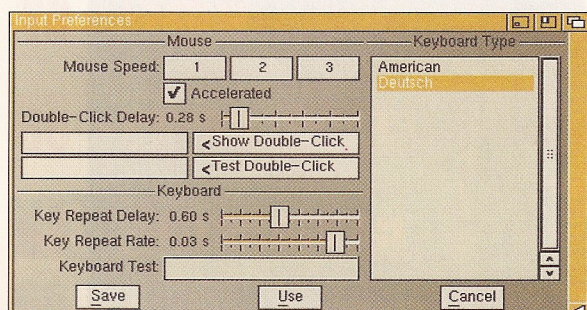 Input Preferences
Mouse
Mouse Speed: 1 2 3
Accelerated
Double-Click Delay: 0.28 s
<Show Double-Click
<Test Double-Click
Keyboard
Key Repeat Delay: 0.60 s
Key Repeat Rate: 0.03 s
Keyboard Test:
Keyboard Type
American
Deutsch
Save Use Cancel